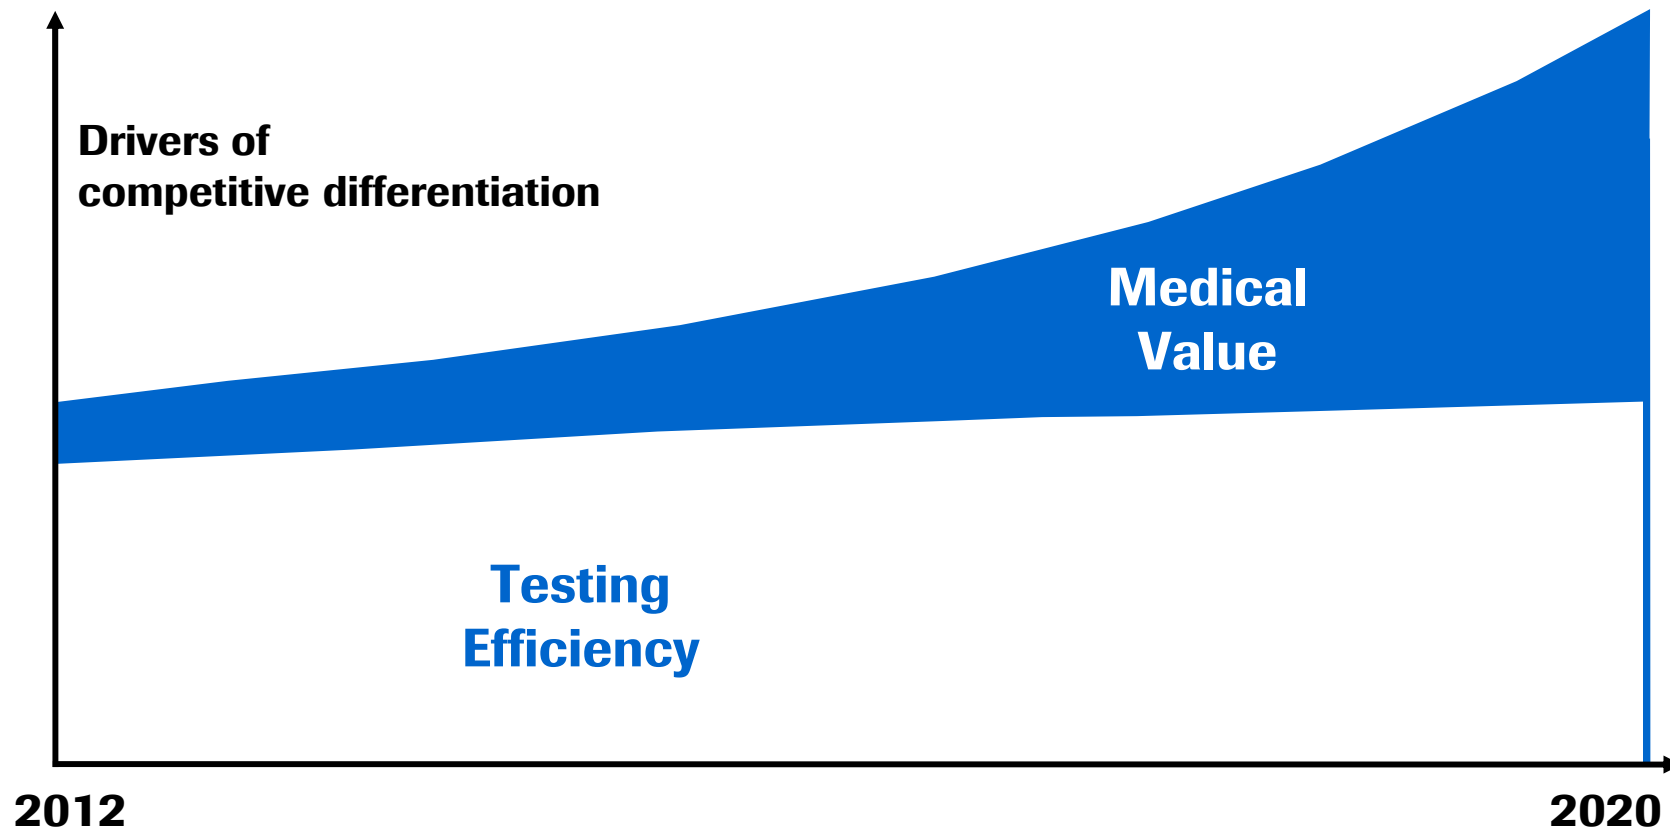 Drivers of
competitive differentiation
Medical
Value
Testing
Efficiency
2012
2020